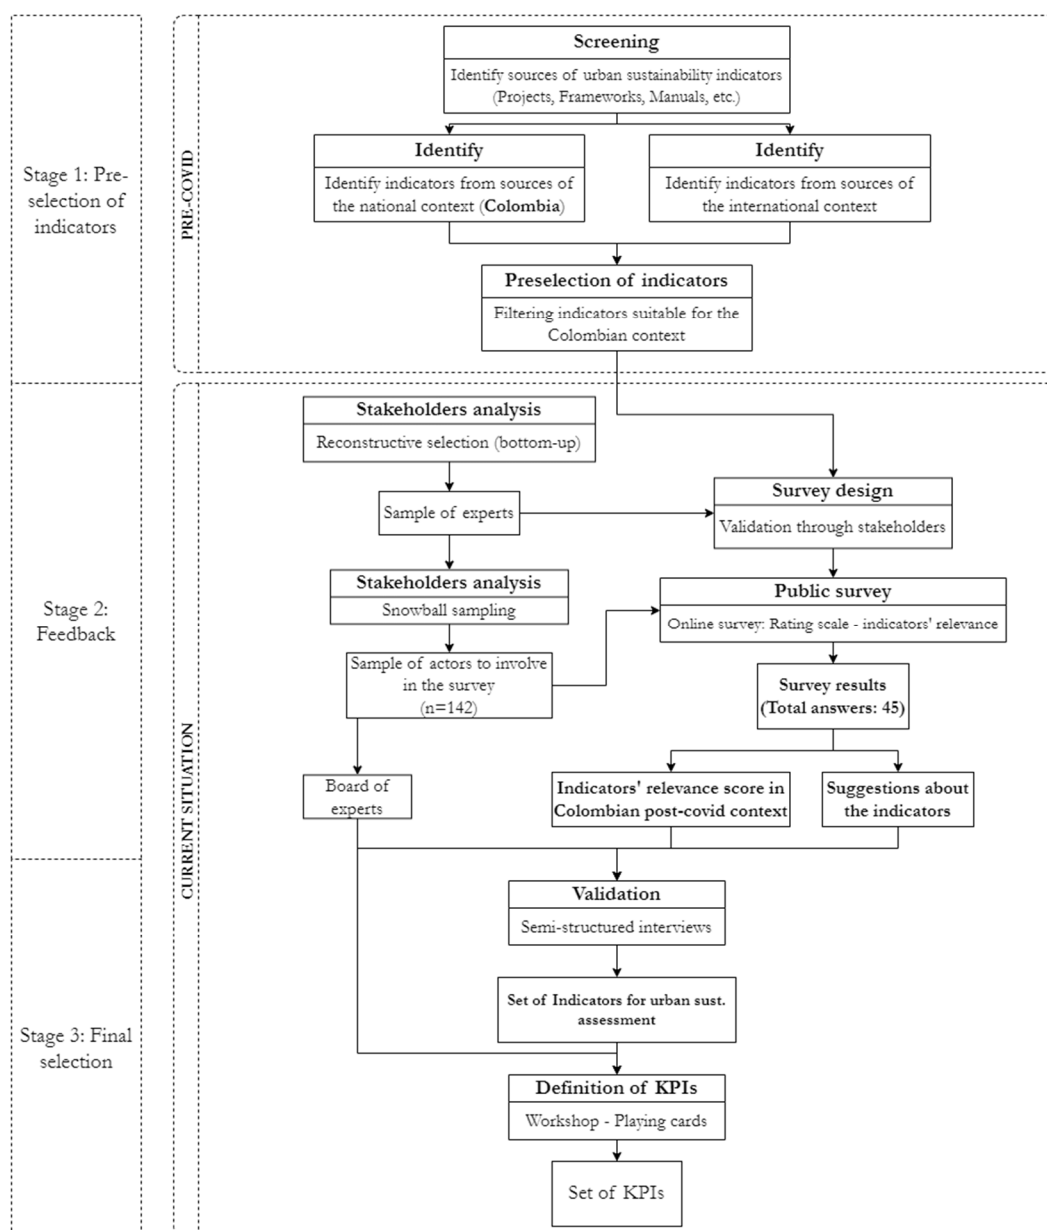 Stage 1: Pre-
selection of
indicators
PRE-COVID
Screening
Identify sources of urban sustainability indicators
(Projects, Frameworks, Manuals, etc.)
Identify
Identify indicators from sources of
the national context (Colombia)
Identify
Identify indicators from sources of
the international context
Preselection of indicators
Filtering indicators suitable for the
Colombian context
Stage 2:
Feedback
CURRENT SITUATION
Stakeholders analysis
Reconstructive selection (bottom-up)
Sample of experts
Survey design
Validation through stakeholders
Stakeholders analysis
Snowball sampling
Public survey
Online survey: Rating scale - indicators' relevance
Sample of actors to involve
in the survey
(n=142)
Survey results
(Total answers: 45)
Board of
experts
Indicators' relevance score in
Colombian post-covid context
Suggestions about
the indicators
Stage 3: Final
selection
Validation
Semi-structured interviews
Set of Indicators for urban sust.
assessment
Definition of KPIs
Workshop - Playing cards
Set of KPIs